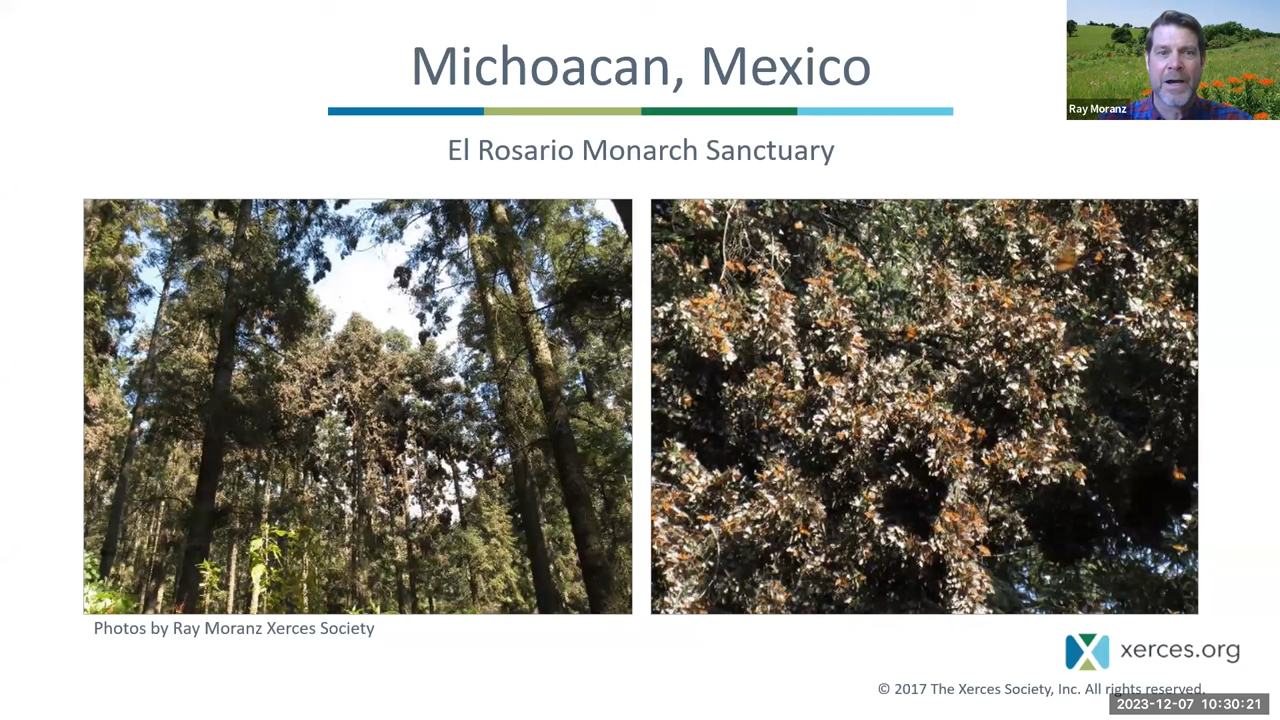 Michoacan, Mexico
Ray Moranz
El Rosario Monarch Sanctuary
Photos by Ray Moranz Xerces Society
xerces.org
© 2017 The Xerces Society, Inc. All rights reserved.
2023-12-07 10:30:21